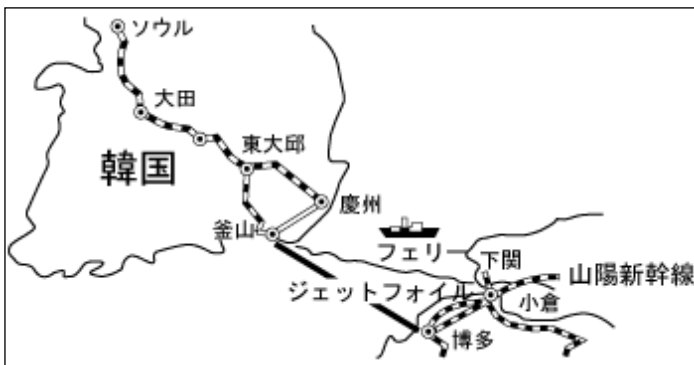 ソウル
大田
東大邱
韓国
慶州
釜山
フェリー
下関
山陽新幹線
ジェットフォイル
小倉
博多